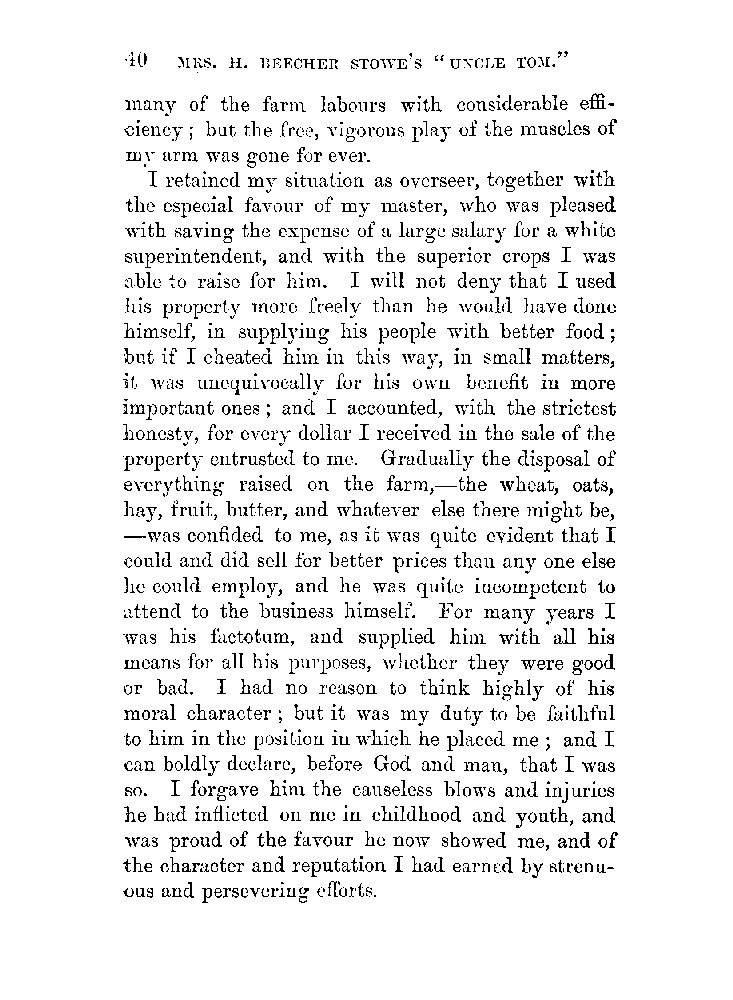 40 MRS. H. BEECHER STOWE'S "UNCLE TOM."
many of the farm labours with considerable effi-
ciency; but the free, vigorous play of the muscles of
my arm was gone for ever.
I retained my situation as overseer, together with
the especial favour of my master, who was pleased
with saving the expense of a large salary for a white
superintendent, and with the superior crops I was
able to raise for him. I will not deny that I used
his property more freely than he would have done
himself, in supplying his people with better food;
but if I cheated him in this way, in small matters,
it was unequivocally for his own benefit in more
important ones; and I accounted, with the strictest
honesty, for every dollar I received in the sale of the
property entrusted to me. Gradually the disposal of
everything raised on the farm,—the wheat, oats,
hay, fruit, butter, and whatever else there might be,
—was confided to me, as it was quite evident that I
could and did sell for better prices than any one else
he could employ, and he was quite incompetent to
attend to the business himself. For many years I
was his factotum, and supplied him with all his
means for all his purposes, whether they were good
or bad. I had no reason to think highly of his
moral character; but it was my duty to be faithful
to him in the position in which he placed me; and I
can boldly declare, before God and man, that I was
so. I forgave him the causeless blows and injuries
he had inflicted on me in childhood and youth, and
was proud of the favour he now showed me, and of
the character and reputation I had earned by strenu-
ous and persevering efforts.